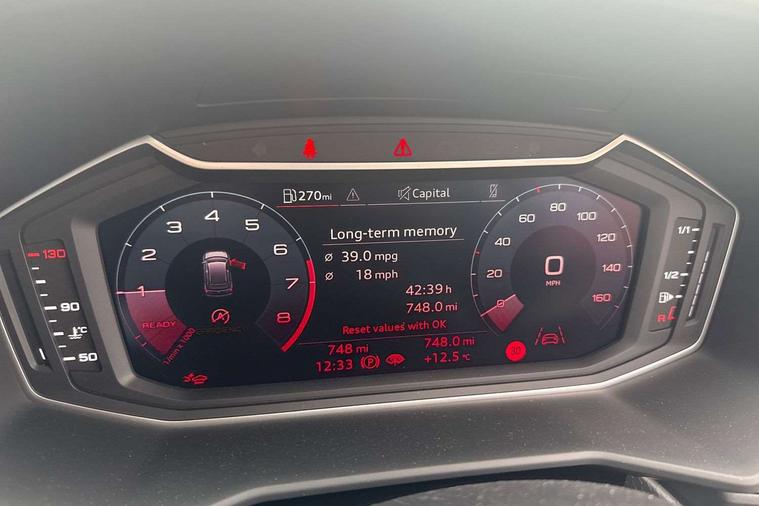 270mi
Capital
Long-term memory
ø 39.0 mpg
ø 18 mph
42:39 h
748.0 mi
Reset values with OK
748 mi 748.0 mi
12:33 P +12.5 °C
1 2 3 4 5 6 7 8
READY
EFFICIENCY
1/min x 1000
0 20 40 60 80 100 120 140 160
0
MPH
30
130
90
°C
50
1/1
1/2
R